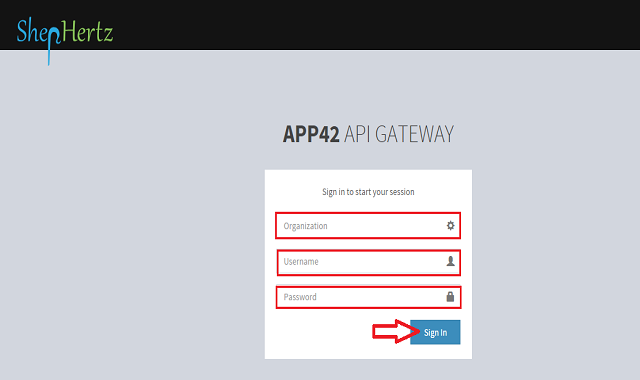 ShepHertz
APP42 API GATEWAY
Sign in to start your session
Organization
Username
Password
Sign In